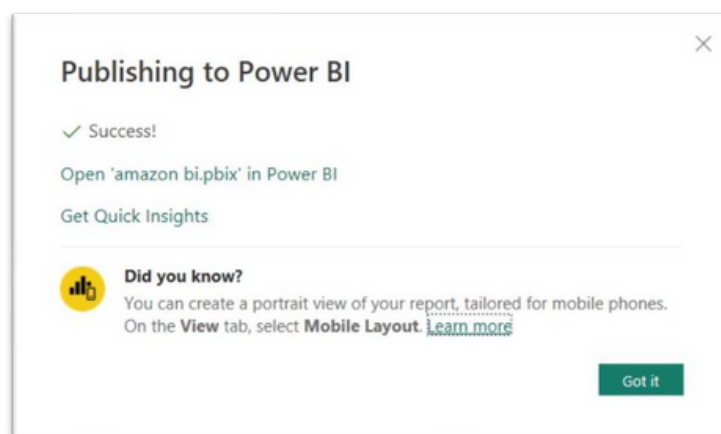 Publishing to Power BI
Success!
Open 'amazon bi.pbix' in Power BI
Get Quick Insights
Did you know?
You can create a portrait view of your report, tailored for mobile phones.
On the View tab, select Mobile Layout. Learn more
Got it